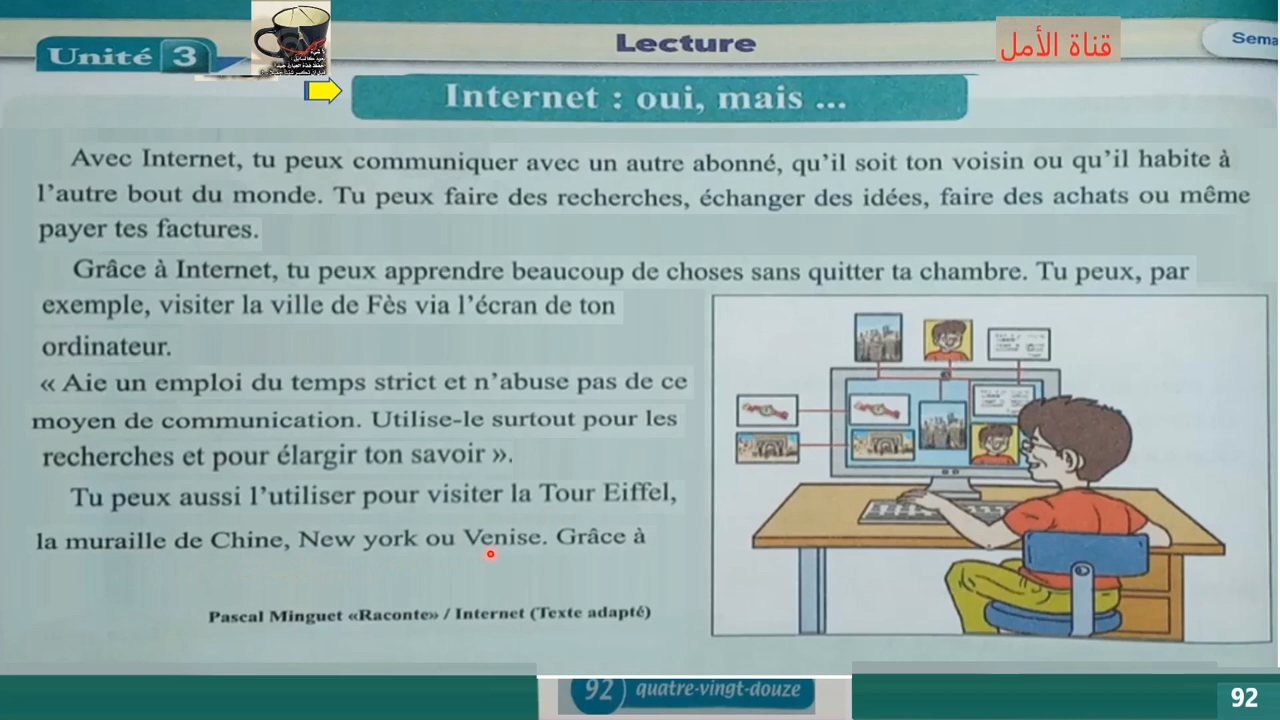 Unité 3
Lecture
قناة الأمل
Sema
Internet : oui, mais ...
Avec Internet, tu peux communiquer avec un autre abonné, qu'il soit ton voisin ou qu'il habite à
l'autre bout du monde. Tu peux faire des recherches, échanger des idées, faire des achats ou même
payer tes factures.
Grâce à Internet, tu peux apprendre beaucoup de choses sans quitter ta chambre. Tu peux, par
exemple, visiter la ville de Fès via l'écran de ton
ordinateur.
« Aie un emploi du temps strict et n'abuse pas de ce
moyen de communication. Utilise-le surtout pour les
recherches et pour élargir ton savoir ».
Tu peux aussi l'utiliser pour visiter la Tour Eiffel,
la muraille de Chine, New york ou Venise. Grâce à
Pascal Minguet «Raconte» / Internet (Texte adapté)
92 quatre-vingt-douze
92